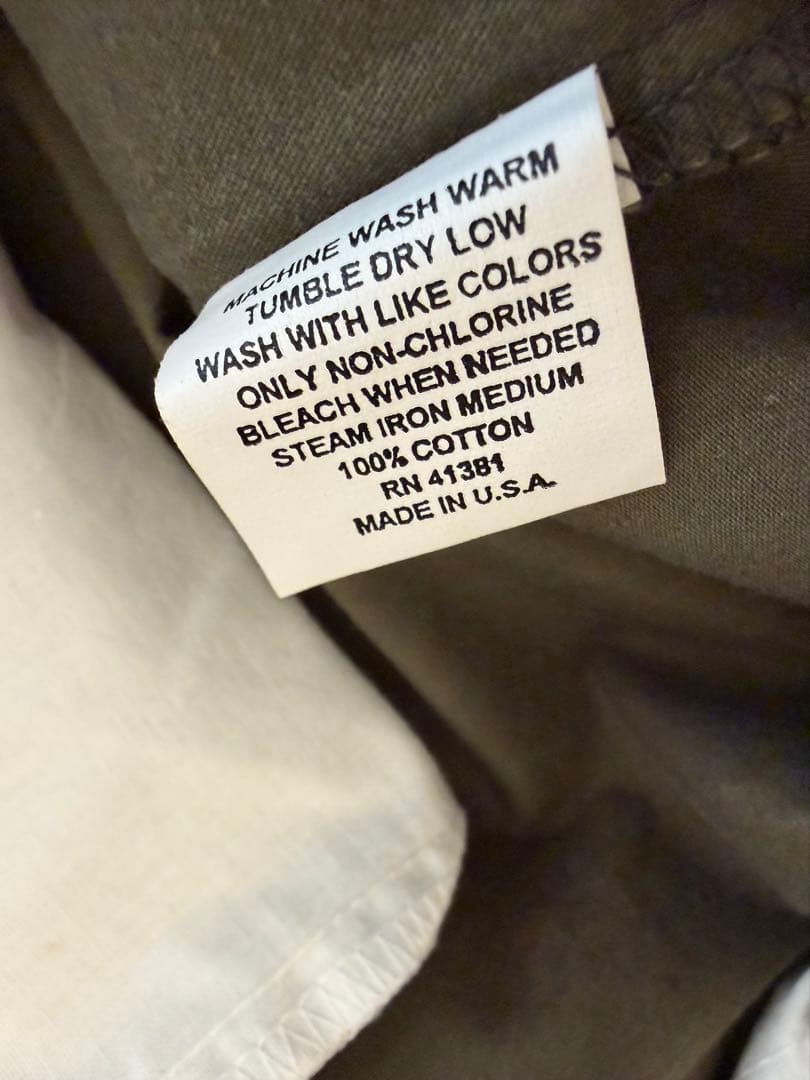 MACHINE WASH WARM
TUMBLE DRY LOW
WASH WITH LIKE COLORS
ONLY NON-CHLORINE
BLEACH WHEN NEEDED
STEAM IRON MEDIUM
100% COTTON
RN 41381
MADE IN U.S.A.